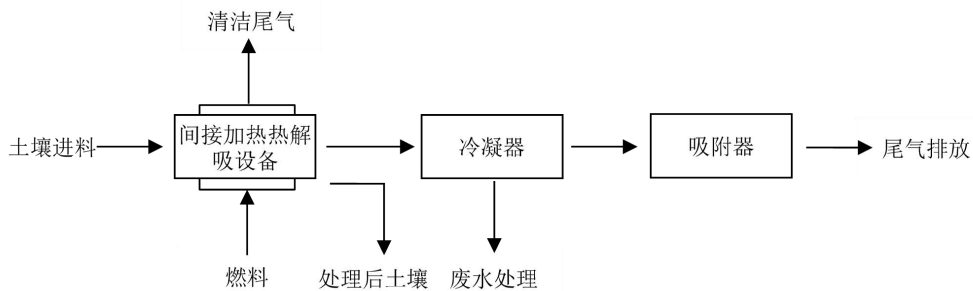 清洁尾气
土壤进料
间接加热热解
吸设备
冷凝器
吸附器
尾气排放
燃料
处理后土壤
废水处理